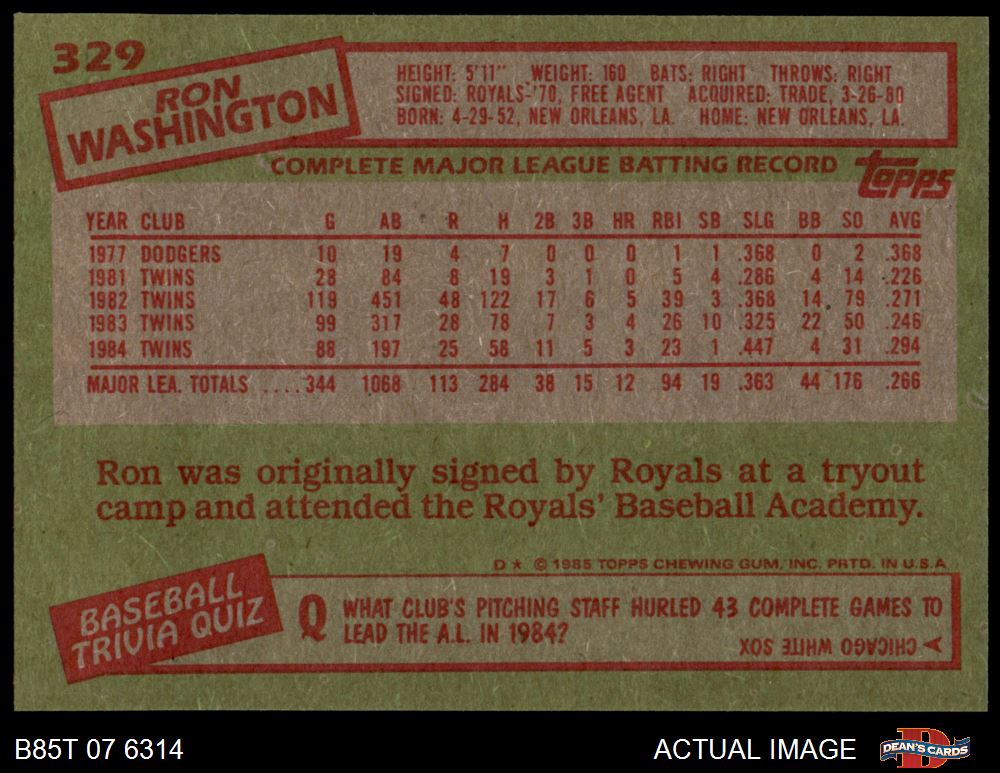 329
RON
WASHINGTON
HEIGHT: 5'11" WEIGHT: 160 BATS: RIGHT THROWS: RIGHT
SIGNED: ROYALS-'70, FREE AGENT ACQUIRED: TRADE, 3-26-80
BORN: 4-29-52, NEW ORLEANS, LA. HOME: NEW ORLEANS, LA.
COMPLETE MAJOR LEAGUE BATTING RECORD
Topps
YEAR CLUB G AB R H 2B 3B HR RBI SB SLG BB SO AVG
1977 DODGERS 10 19 4 7 0 0 0 1 1 .368 0 2 .368
1981 TWINS 28 84 8 19 3 1 0 5 4 .286 4 14 .226
1982 TWINS 119 451 48 122 17 6 5 39 3 .368 14 79 .271
1983 TWINS 99 317 28 78 7 3 4 26 10 .325 22 50 .246
1984 TWINS 88 197 25 58 11 5 3 23 1 .447 4 31 .294
MAJOR LEA. TOTALS ....344 1068 113 284 38 15 12 94 19 .363 44 176 .266
Ron was originally signed by Royals at a tryout
camp and attended the Royals' Baseball Academy.
D* © 1985 TOPPS CHEWING GUM, INC. PRTD. IN U.S.A.
BASEBALL
TRIVIA QUIZ
Q WHAT CLUB'S PITCHING STAFF HURLED 43 COMPLETE GAMES TO
LEAD THE A.L. IN 1984?
A CHICAGO WHITE SOX
B85T 07 6314
ACTUAL IMAGE
DEAN'S CARDS